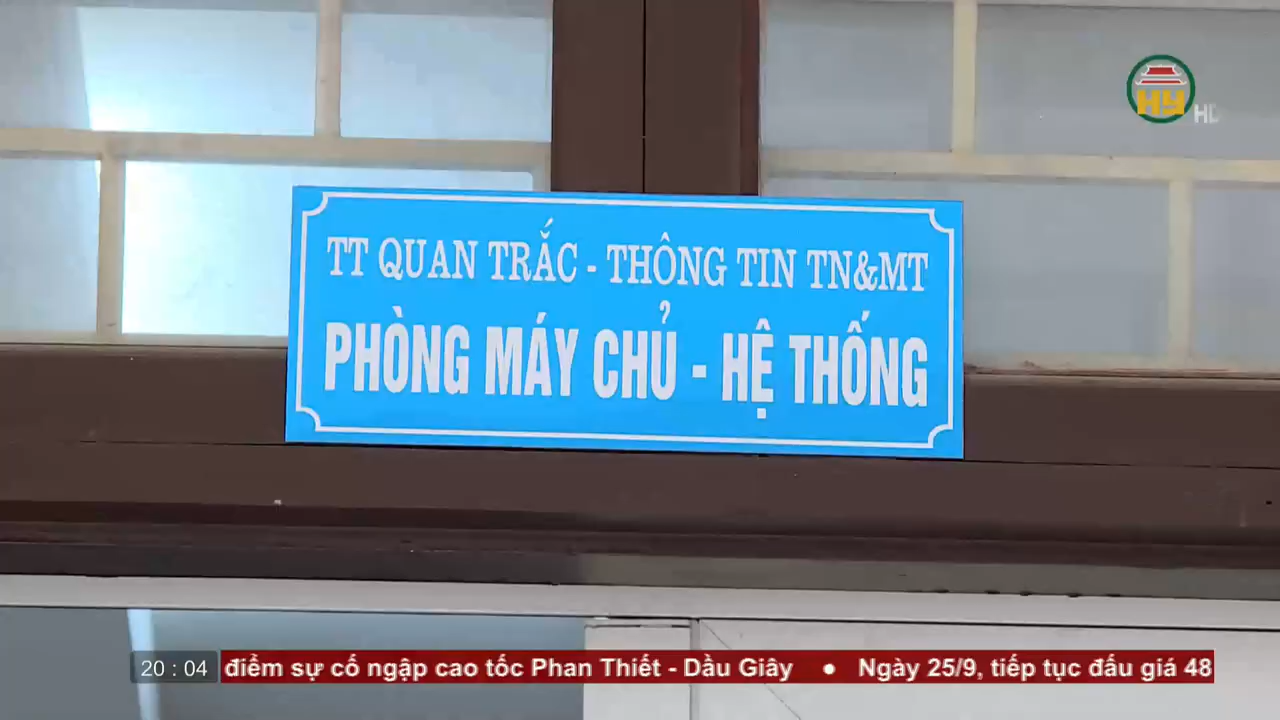 HY HD
TT QUAN TRẮC - THÔNG TIN TN&MT
PHÒNG MÁY CHỦ - HỆ THỐNG
20 : 04 điểm sự cố ngập cao tốc Phan Thiết - Dầu Giây • Ngày 25/9, tiếp tục đấu giá 48